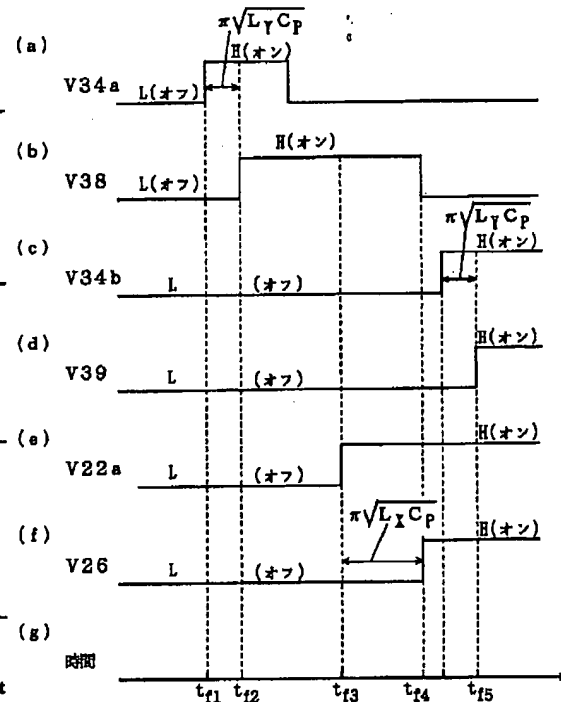 π√L_Y C_P
(a)
H(オン)
V34a
L(オフ)
(b)
H(オン)
V38
L(オフ)
π√L_Y C_P
(c)
H(オン)
V34b
L (オフ)
(d)
H(オン)
V39
L (オフ)
(e)
H(オン)
V22a
L (オフ)
π√L_X C_P
(f)
H(オン)
V26
L (オフ)
(g)
時間
t t_f1 t_f2 t_f3 t_f4 t_f5